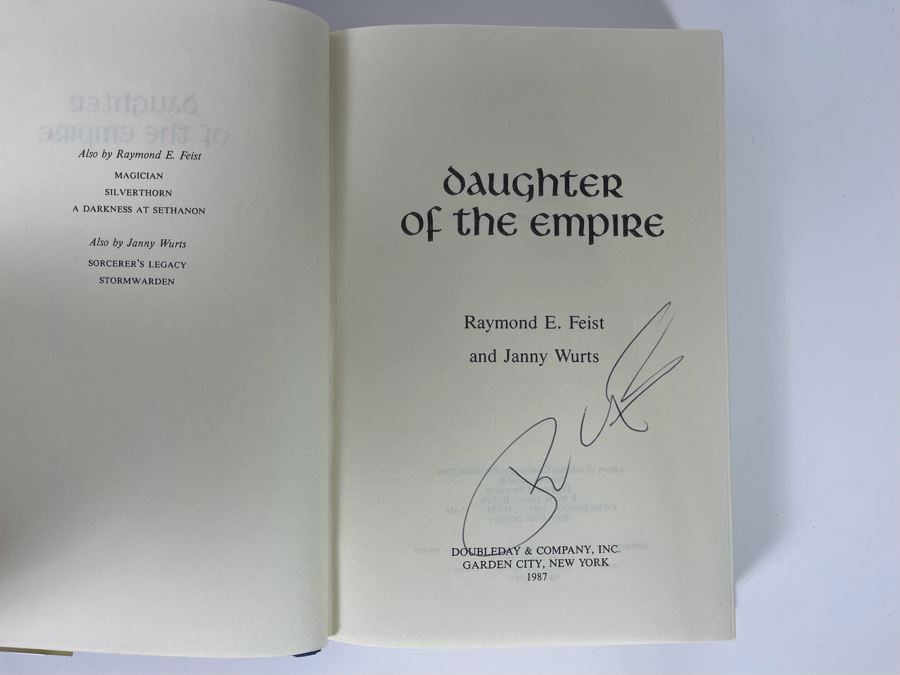 Also by Raymond E. Feist
MAGICIAN
SILVERTHORN
A DARKNESS AT SETHANON
Also by Janny Wurts
SORCERER'S LEGACY
STORMWARDEN
daughter
of the empire
Raymond E. Feist
and Janny Wurts
DOUBLEDAY & COMPANY, INC.
GARDEN CITY, NEW YORK
1987